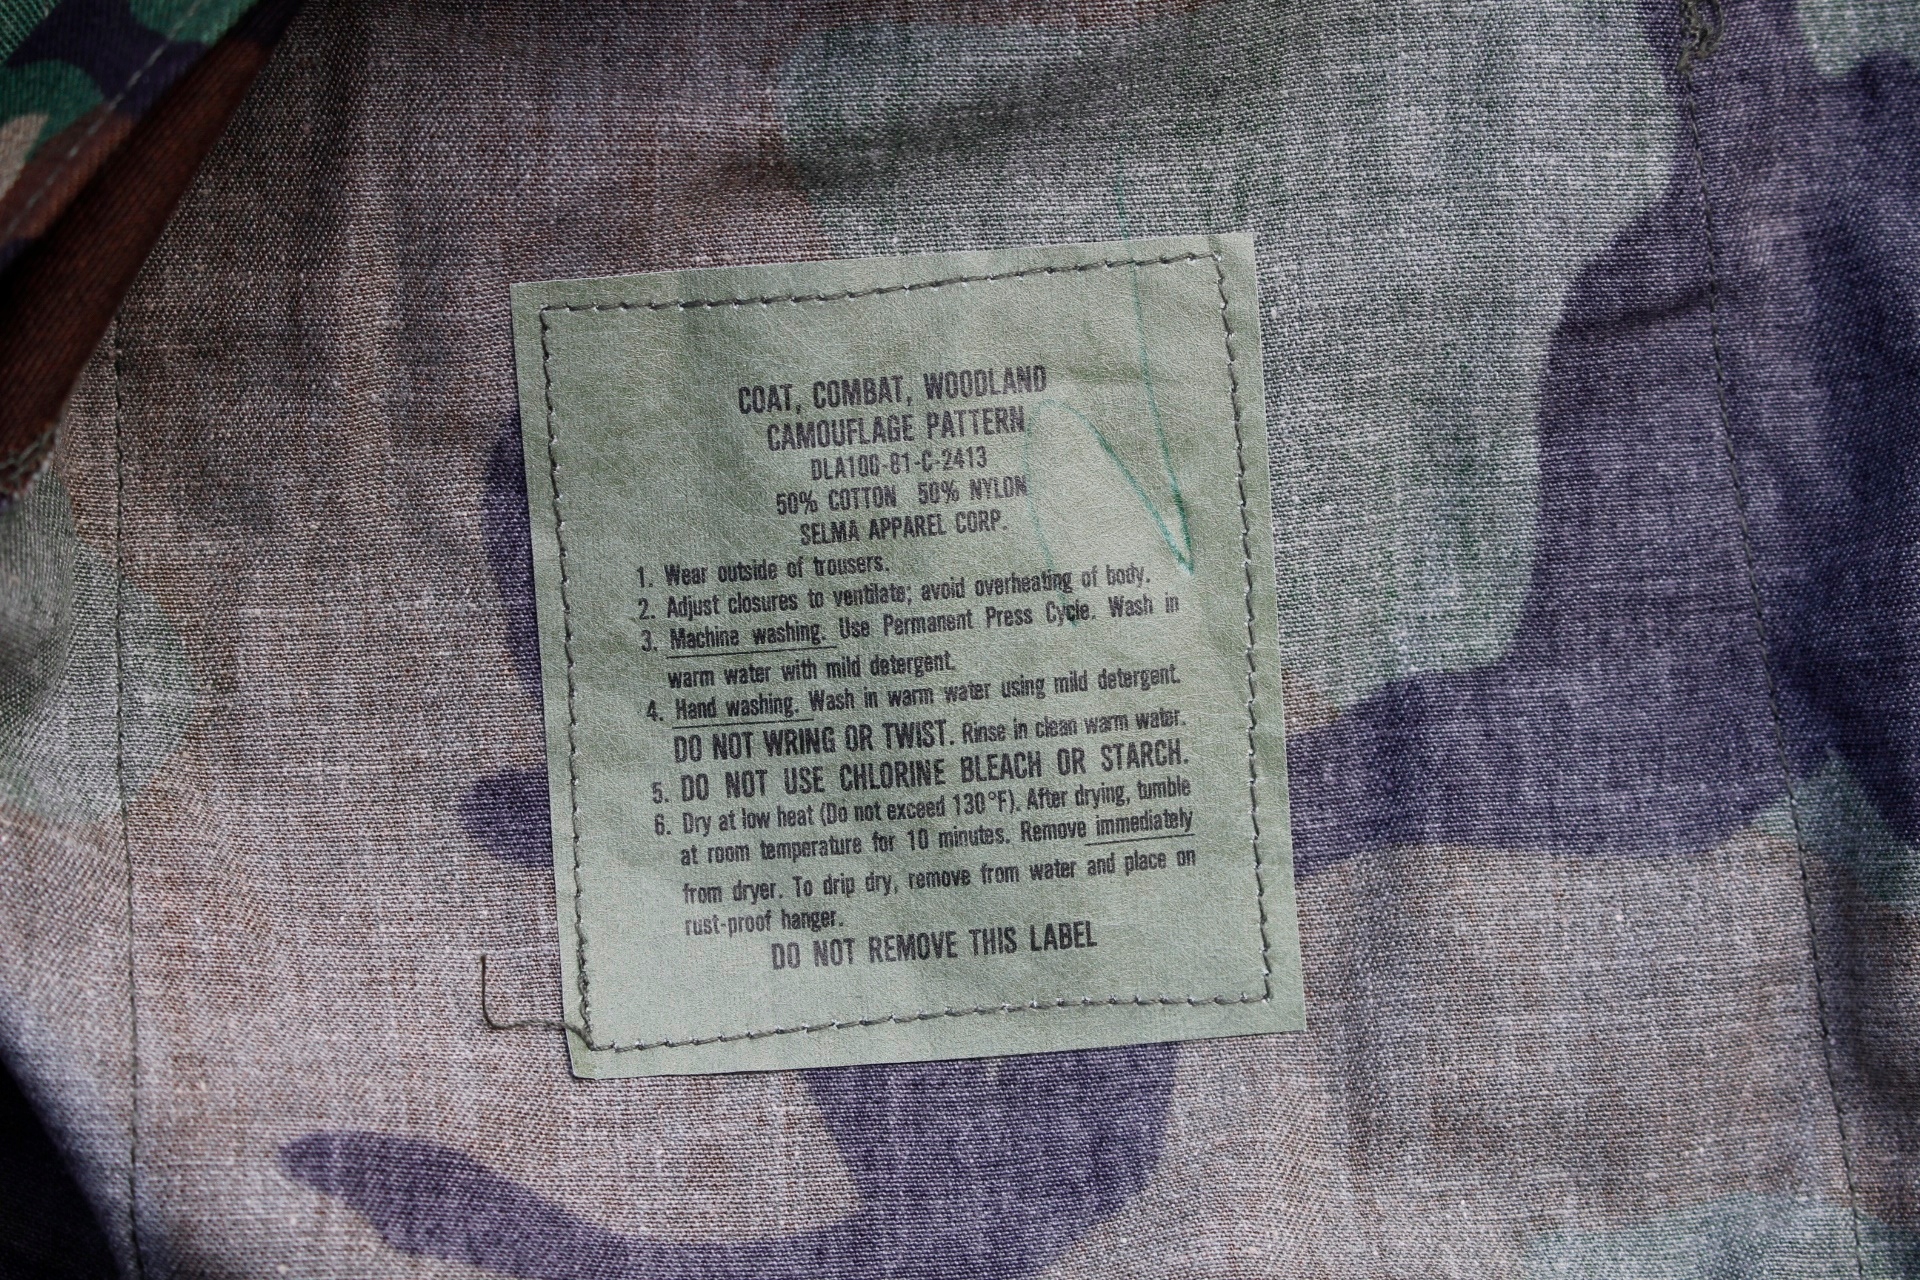 COAT, COMBAT, WOODLAND
CAMOUFLAGE PATTERN
DLA100-81-C-2413
50% COTTON 50% NYLON
SELMA APPAREL CORP.
1. Wear outside of trousers.
2. Adjust closures to ventilate; avoid overheating of body.
3. Machine washing. Use Permanent Press Cycle. Wash in
warm water with mild detergent.
4. Hand washing. Wash in warm water using mild detergent.
DO NOT WRING OR TWIST. Rinse in clean warm water.
5. DO NOT USE CHLORINE BLEACH OR STARCH.
6. Dry at low heat (Do not exceed 130°F). After drying, tumble
at room temperature for 10 minutes. Remove immediately
from dryer. To drip dry, remove from water and place on
rust-proof hanger.
DO NOT REMOVE THIS LABEL